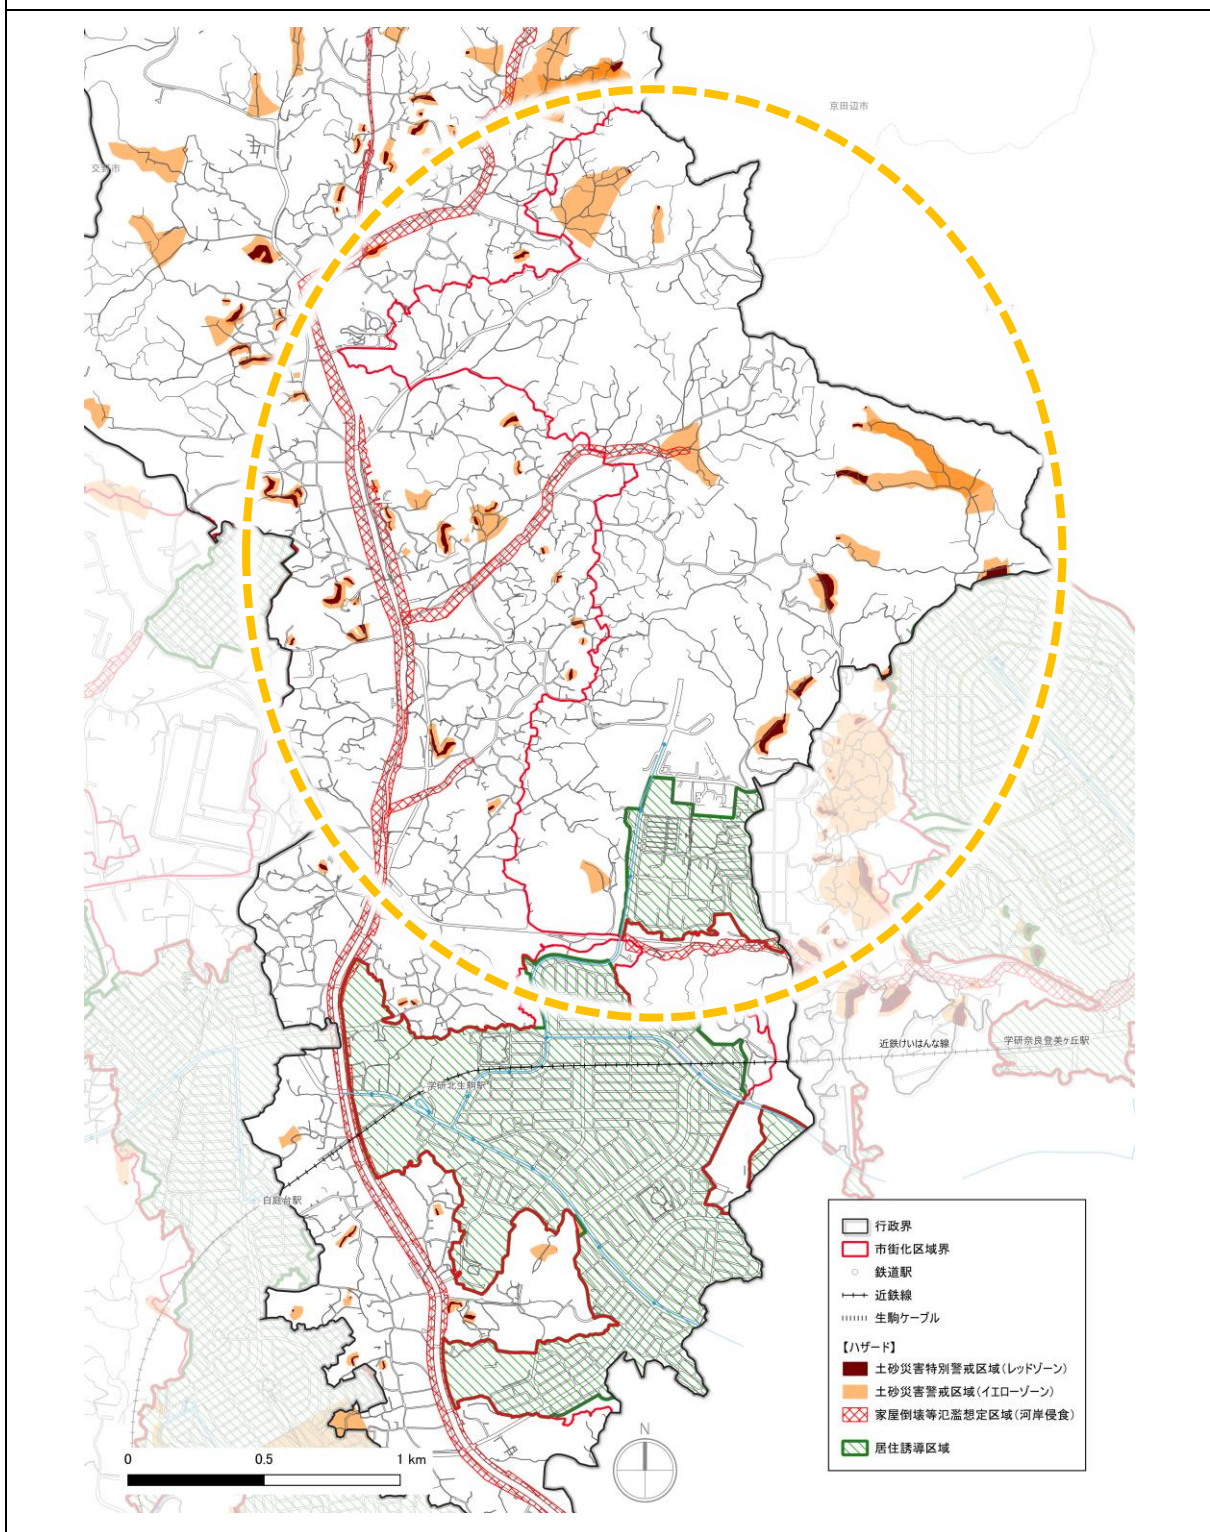 京田辺市
交野市
近鉄けいはんな線
学研奈良登美ヶ丘駅
学研北生駒駅
白庭台駅
行政界
市街化区域界
鉄道駅
近鉄線
生駒ケーブル
【ハザード】
土砂災害特別警戒区域(レッドゾーン)
土砂災害警戒区域(イエローゾーン)
家屋倒壊等氾濫想定区域(河岸侵食)
居住誘導区域
0 0.5 1 km
N